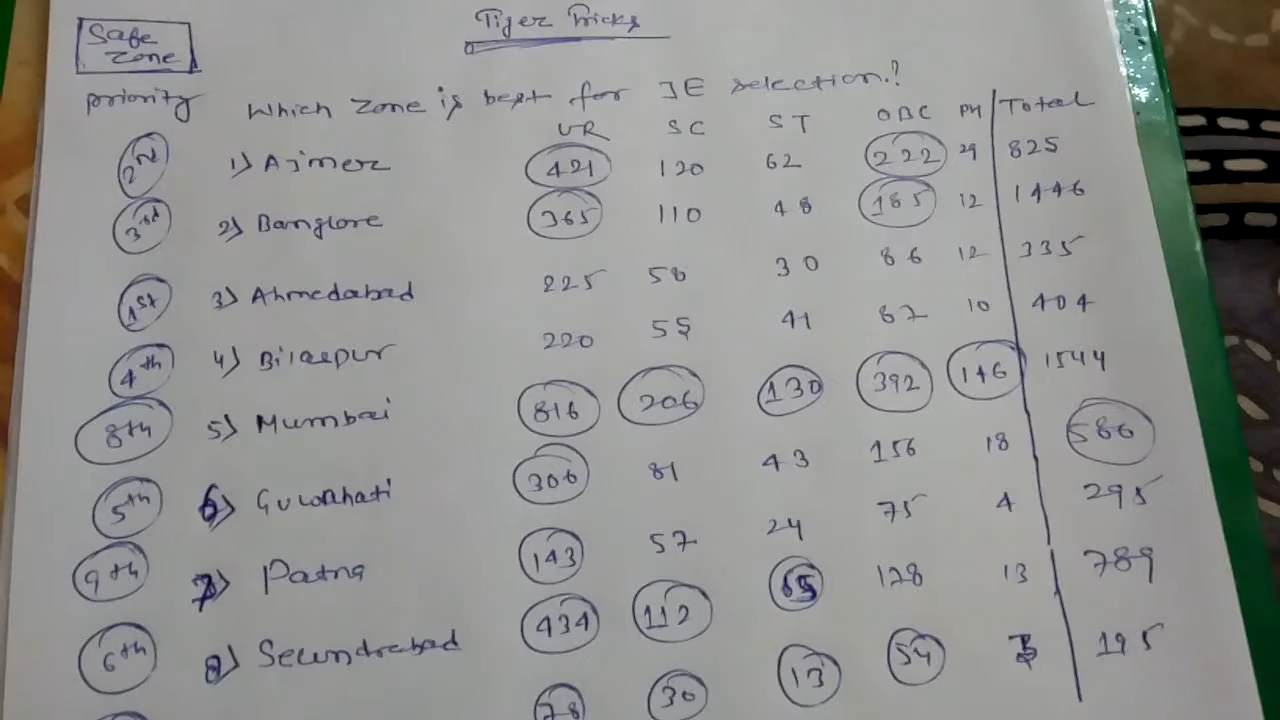 Tiger Tricks
Safe Zone
priority Which Zone is best for JE selection.?
UR SC ST OBC PH Total
2nd 1) Ajmer 421 120 62 222 29 825
3rd 2) Banglore 365 110 48 185 12 1446
1st 3) Ahmedabad 225 58 30 86 12 335
4th 4) Bilaspur 220 55 41 87 10 404
8th 5) Mumbai 816 206 130 392 146 1544
5th 6) Guwahati 306 81 43 156 18 586
9th 7) Patna 143 57 24 75 4 295
6th 8) Secundrabad 434 112 65 128 13 789
78 30 13 54 195